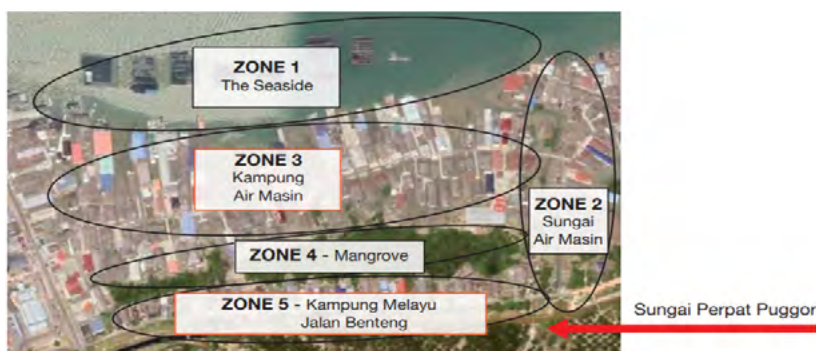 ZONE 1
The Seaside
ZONE 3
Kampung
Air Masin
ZONE 2
Sungai
Air Masin
ZONE 4 - Mangrove
ZONE 5 - Kampung Melayu
Jalan Benteng
Sungai Perpat Puggor